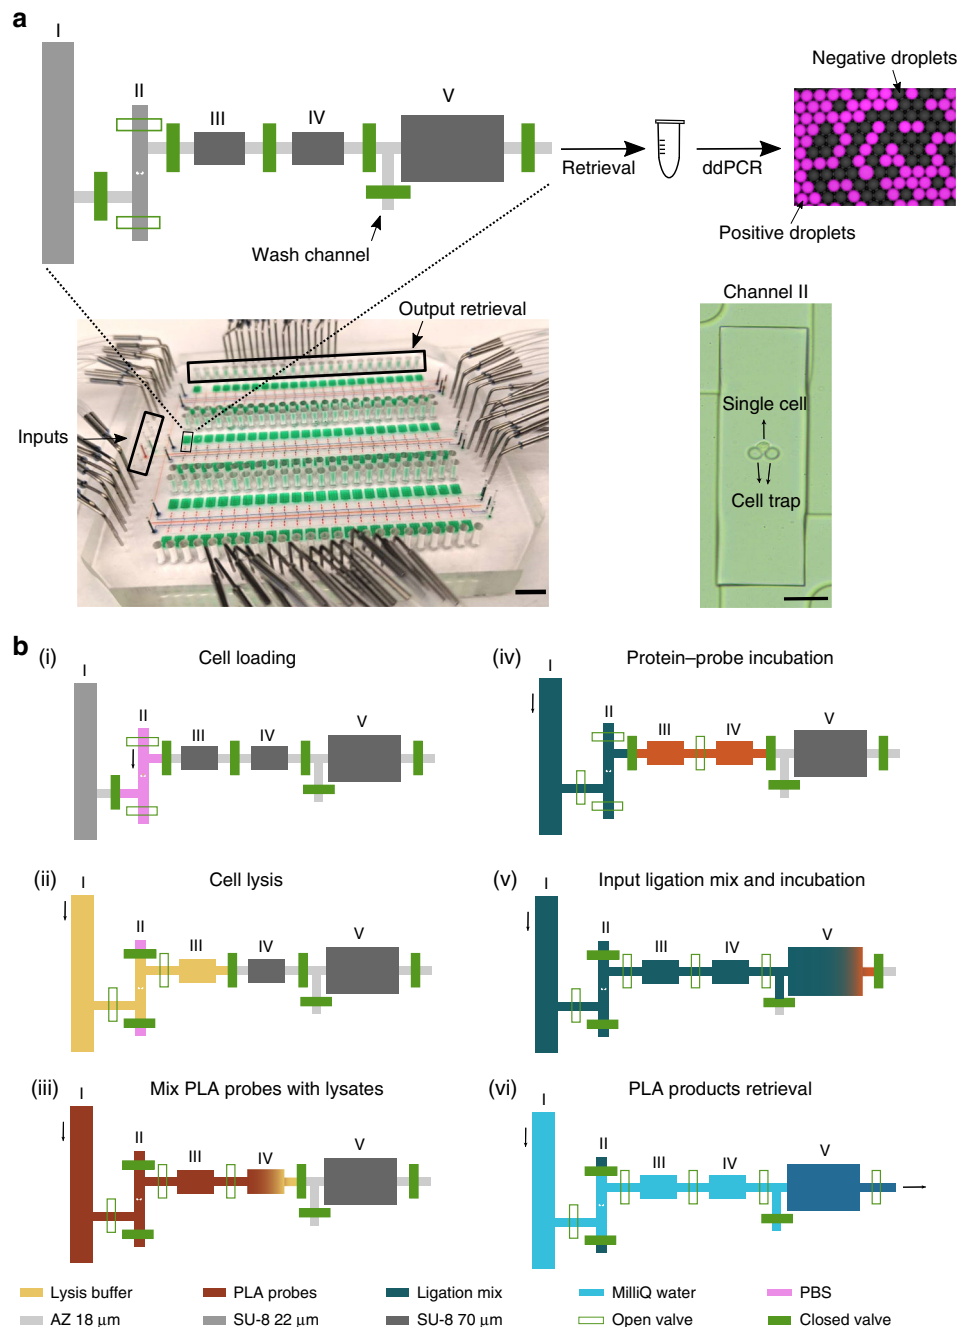 a
I
II
III
IV
V
Wash channel
Retrieval
ddPCR
Negative droplets
Positive droplets
Output retrieval
Inputs
Channel II
Single cell
Cell trap
b
(i)
Cell loading
I
II
III
IV
V
(iv)
Protein–probe incubation
I
II
III
IV
V
(ii)
Cell lysis
I
II
III
IV
V
(v)
Input ligation mix and incubation
I
II
III
IV
V
(iii)
Mix PLA probes with lysates
I
II
III
IV
V
(vi)
PLA products retrieval
I
II
III
IV
V
Lysis buffer
PLA probes
Ligation mix
MilliQ water
PBS
AZ 18 μm
SU-8 22 μm
SU-8 70 μm
Open valve
Closed valve